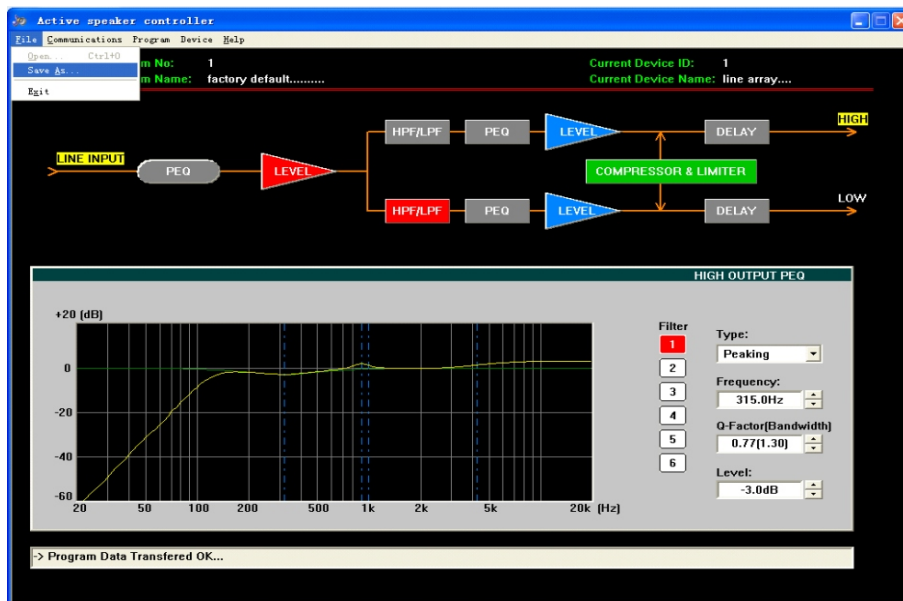 Active speaker controller
File Communications Program Device Help
Open... Ctrl+O
Save As...
Exit
m No: 1
m Name: factory default..........
Current Device ID: 1
Current Device Name: line array....
LINE INPUT
PEQ
LEVEL
HPF/LPF PEQ LEVEL DELAY
HIGH
COMPRESSOR & LIMITER
HPF/LPF PEQ LEVEL DELAY
LOW
HIGH OUTPUT PEQ
+20 (dB)
0
-20
-40
-60
20 50 100 200 500 1k 2k 5k 20k (Hz)
Filter
1
2
3
4
5
6
Type:
Peaking
Frequency:
315.0Hz
Q-Factor(Bandwidth)
0.77(1.30)
Level:
-3.0dB
-> Program Data Transfered OK...